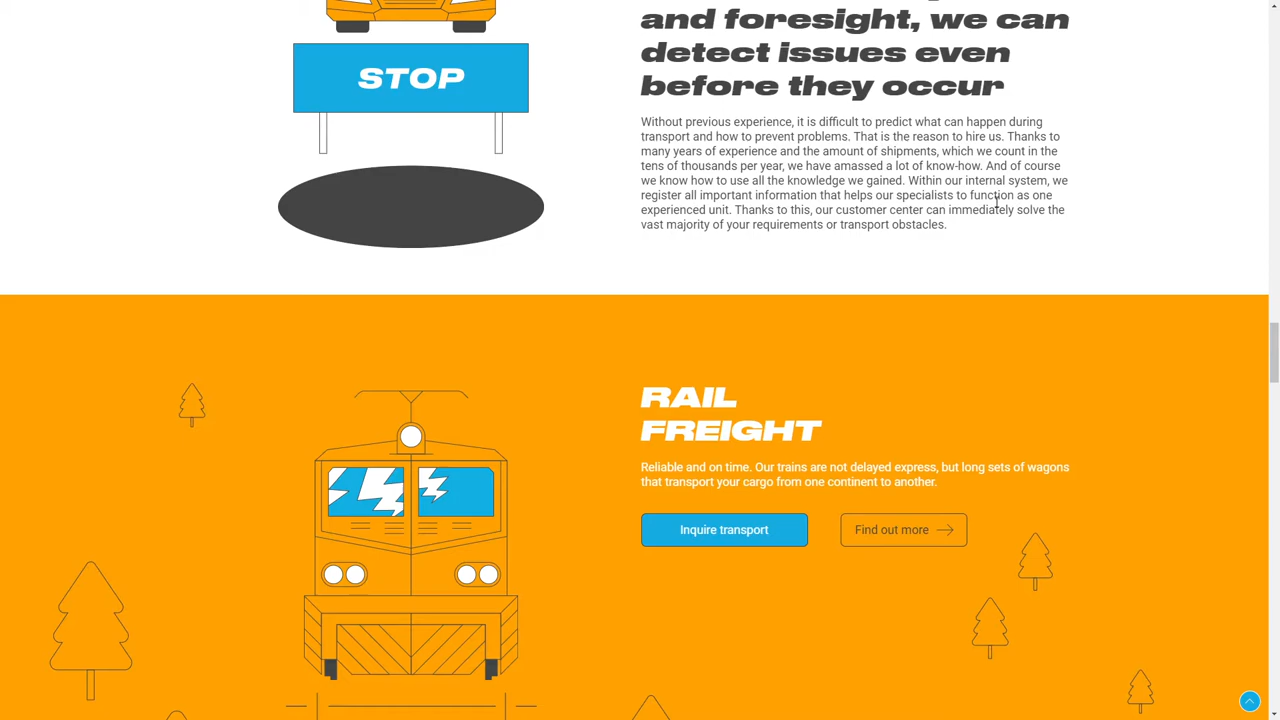 and foresight, we can
detect issues even
before they occur
STOP
Without previous experience, it is difficult to predict what can happen during
transport and how to prevent problems. That is the reason to hire us. Thanks to
many years of experience and the amount of shipments, which we count in the
tens of thousands per year, we have amassed a lot of know-how. And of course
we know how to use all the knowledge we gained. Within our internal system, we
register all important information that helps our specialists to function as one
experienced unit. Thanks to this, our customer center can immediately solve the
vast majority of your requirements or transport obstacles.
RAIL
FREIGHT
Reliable and on time. Our trains are not delayed express, but long sets of wagons
that transport your cargo from one continent to another.
Inquire transport
Find out more